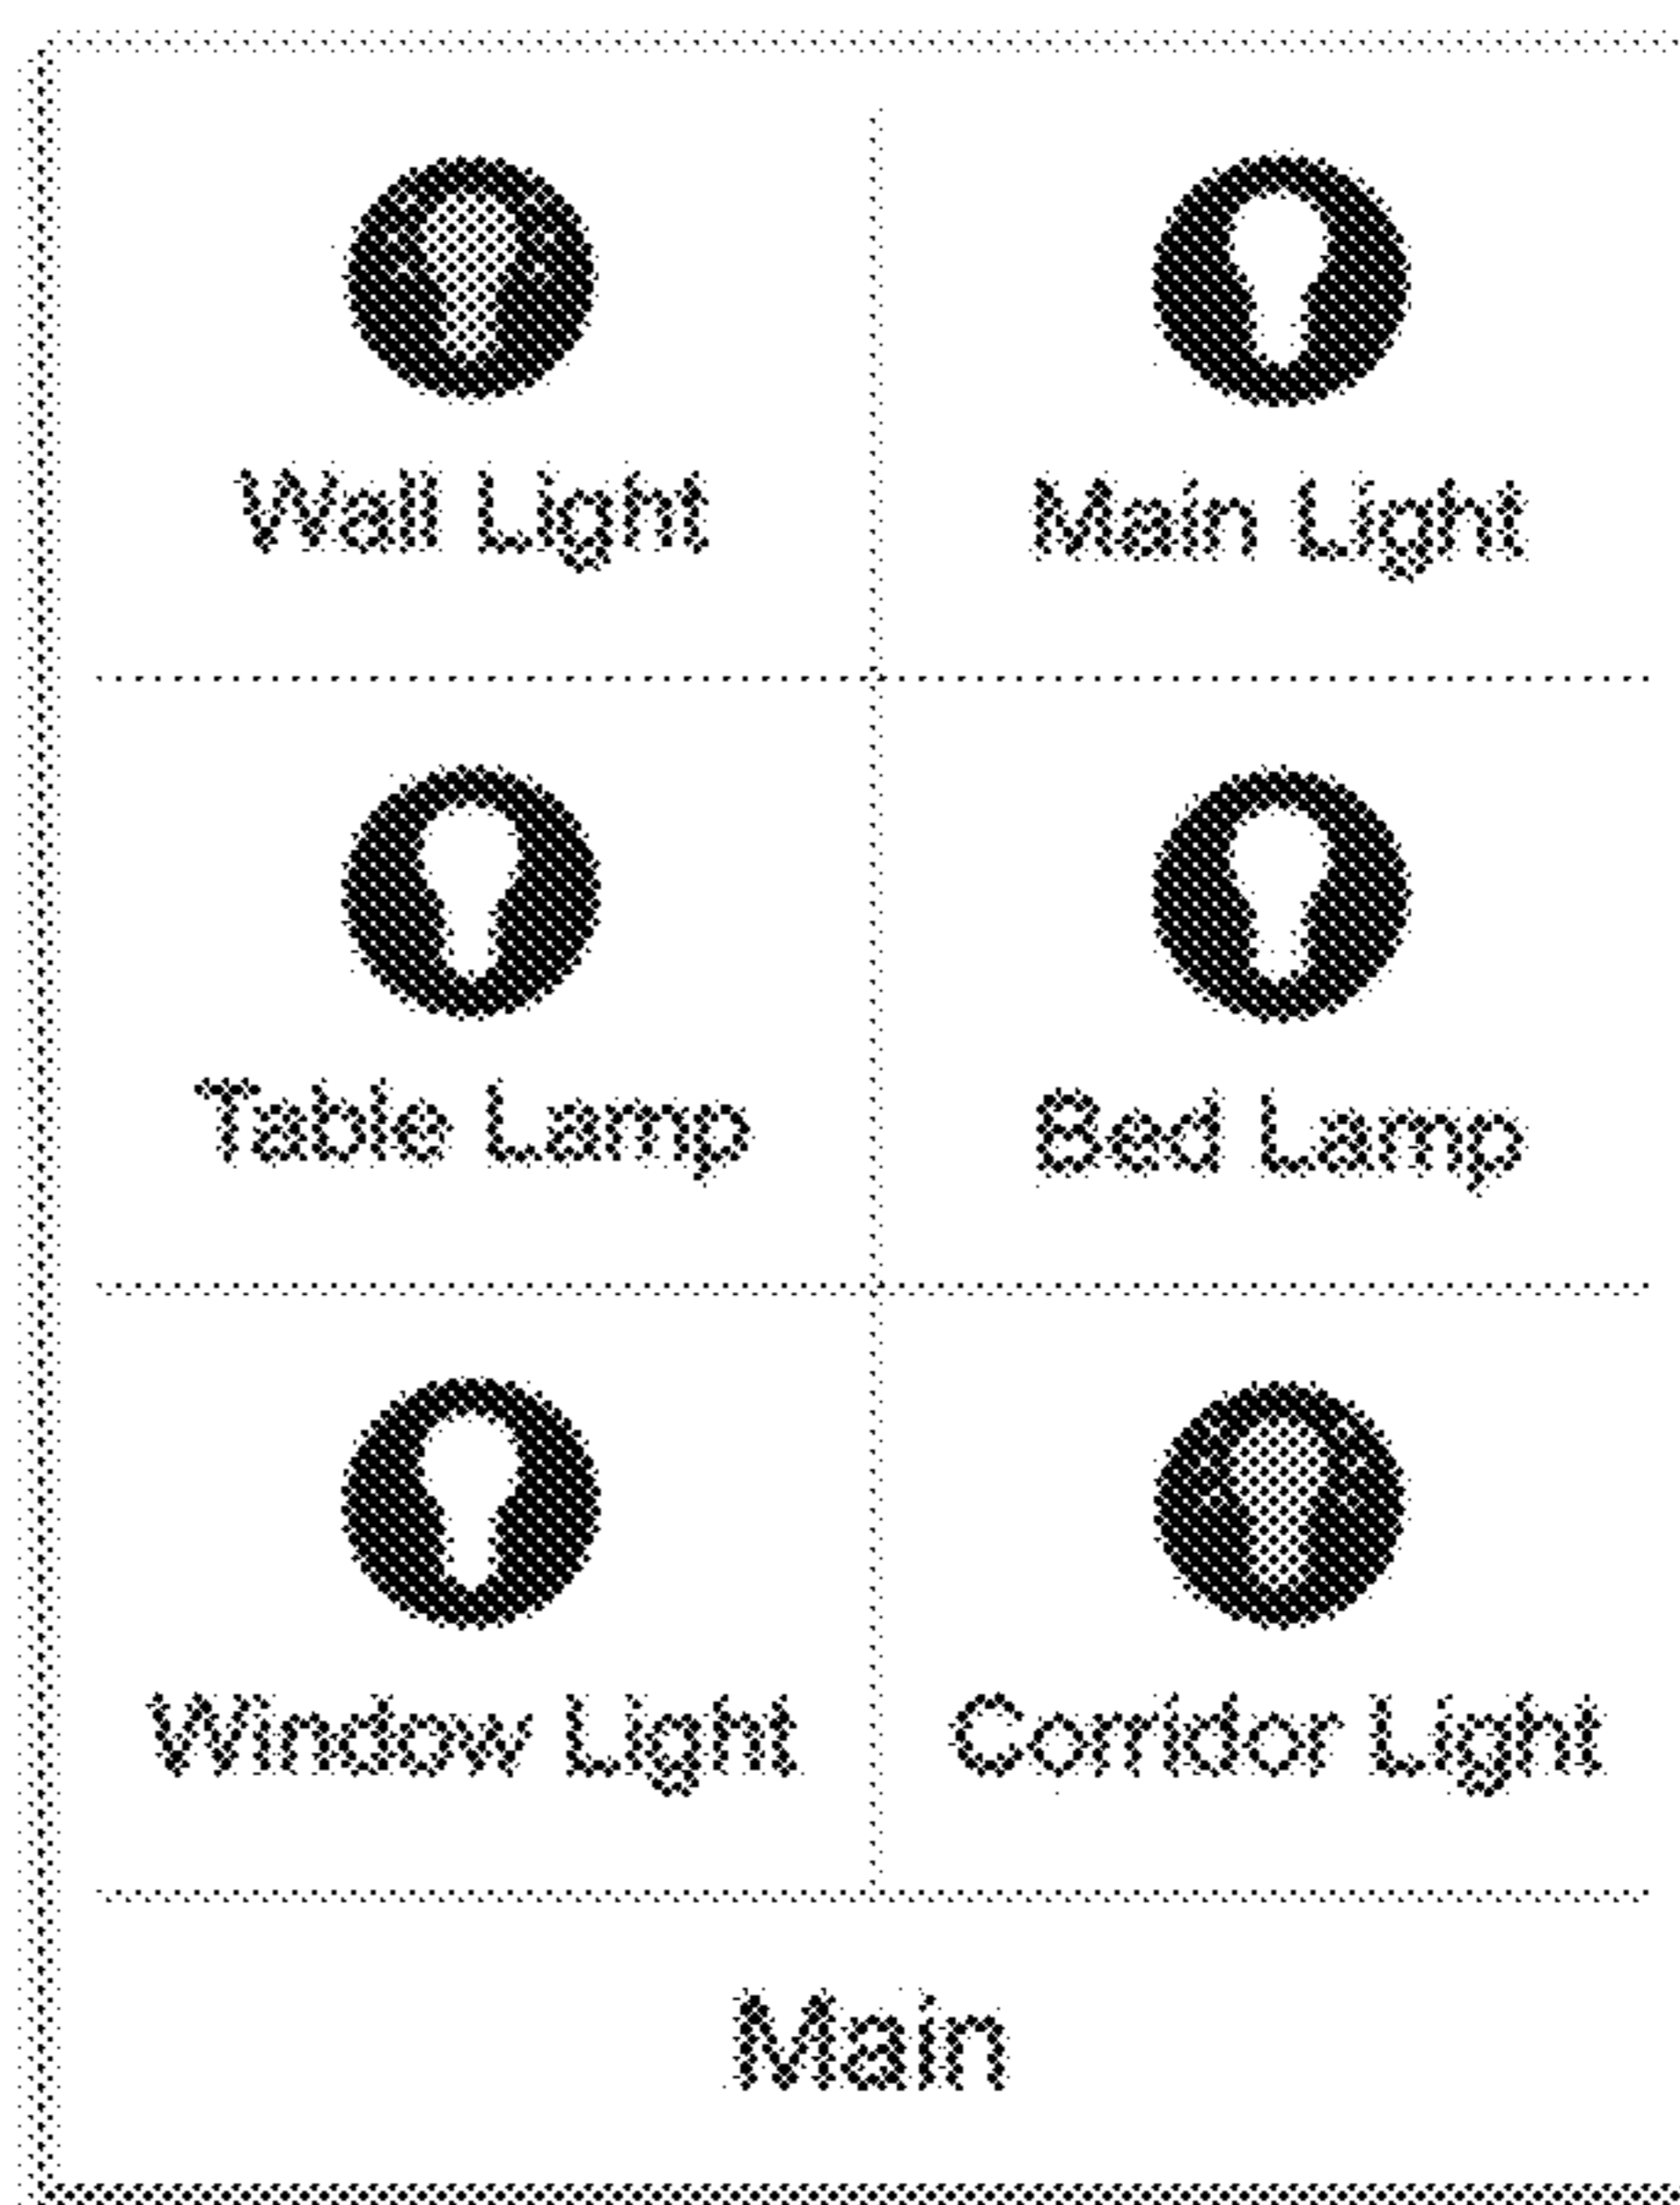 Wall Light
Main Light
Table Lamp
Bed Lamp
Window Light
Corridor Light
Main